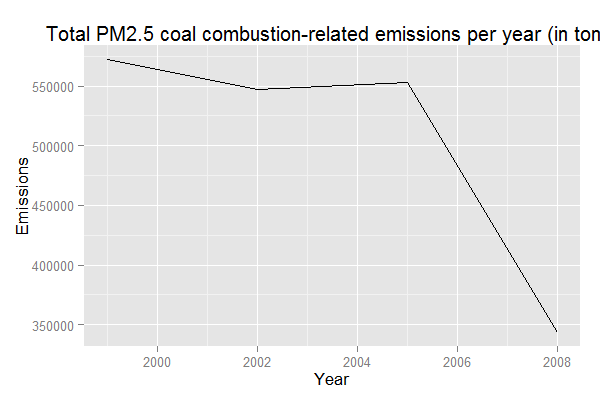 Total PM2.5 coal combustion-related emissions per year (in ton
550000
500000
450000
400000
350000
Emissions
2000 2002 2004 2006 2008
Year